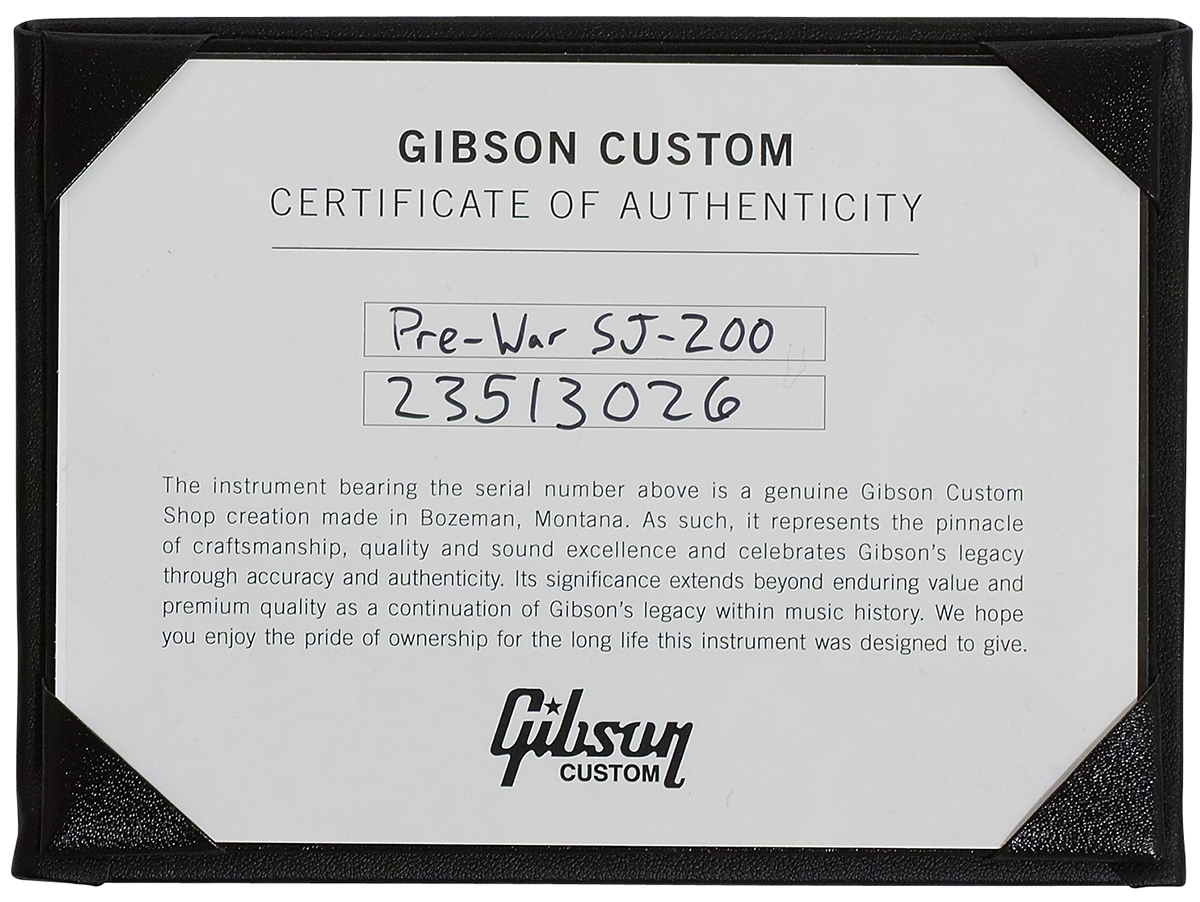 GIBSON CUSTOM
CERTIFICATE OF AUTHENTICITY
Pre-War SJ-200
23513026
The instrument bearing the serial number above is a genuine Gibson Custom
Shop creation made in Bozeman, Montana. As such, it represents the pinnacle
of craftsmanship, quality and sound excellence and celebrates Gibson's legacy
through accuracy and authenticity. Its significance extends beyond enduring value and
premium quality as a continuation of Gibson's legacy within music history. We hope
you enjoy the pride of ownership for the long life this instrument was designed to give.
Gibson
CUSTOM